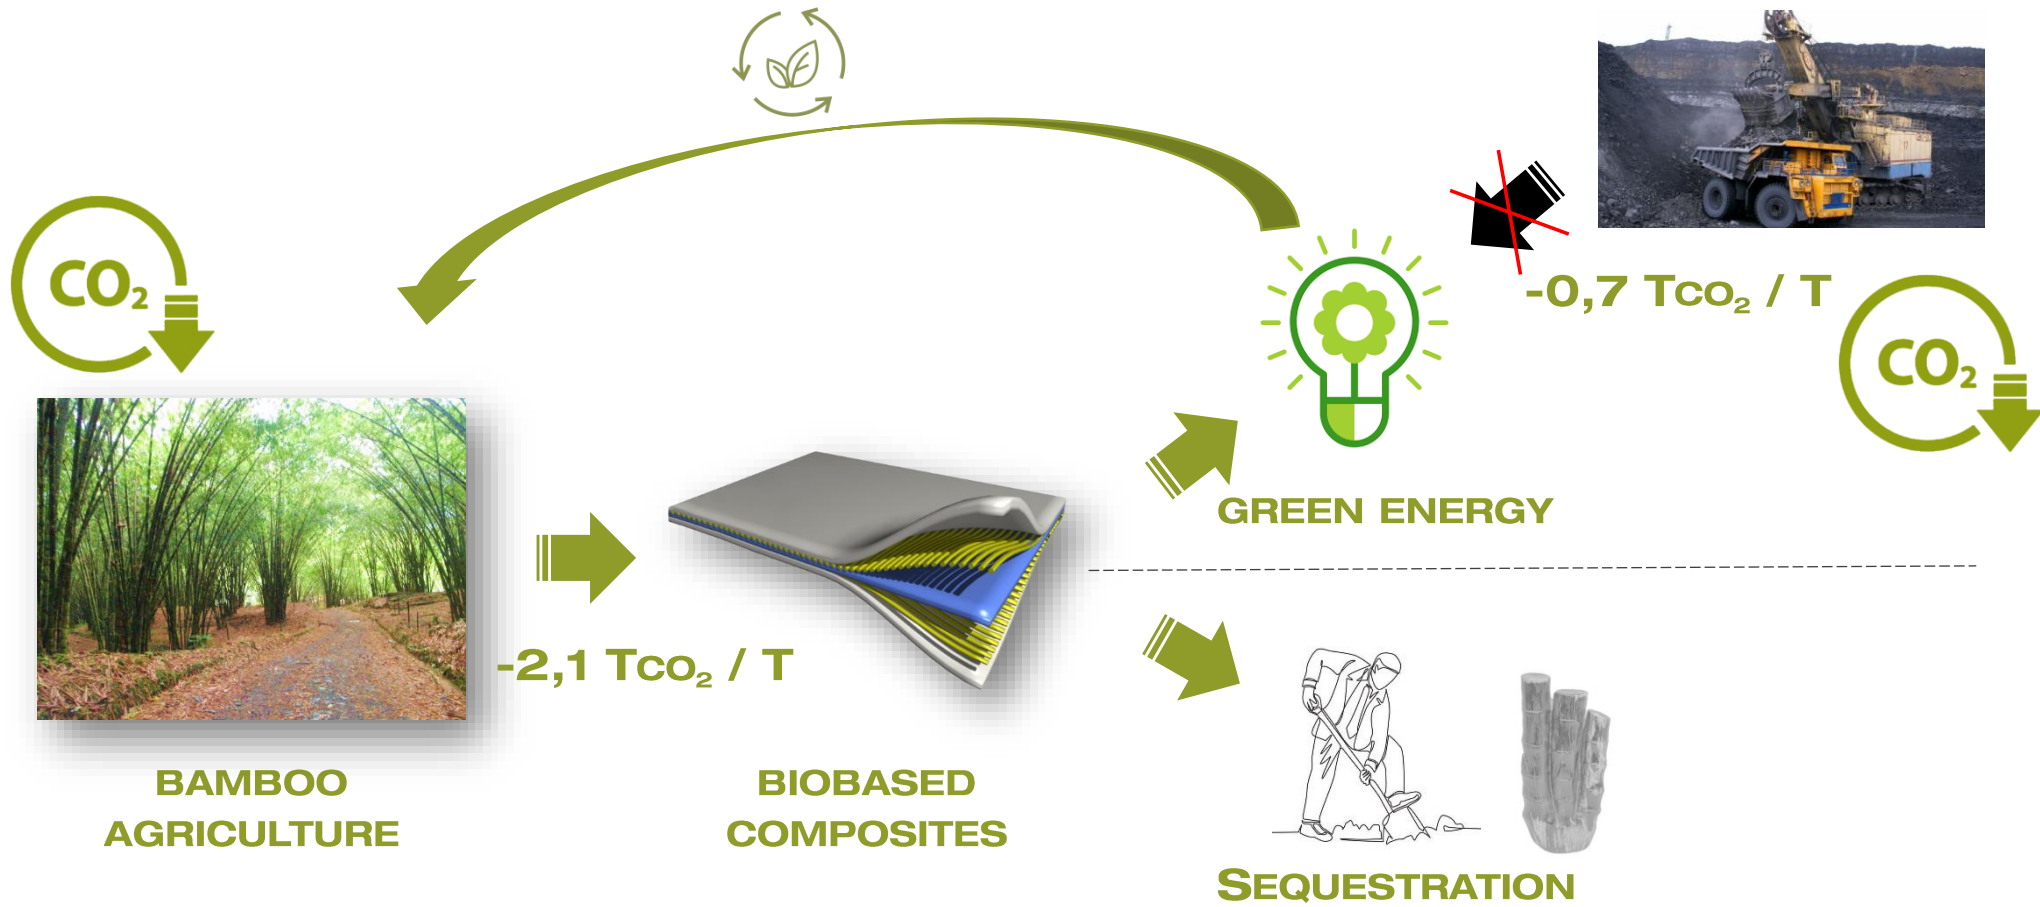 CO₂
-0,7 TCO₂ / T
CO₂
GREEN ENERGY
-2,1 TCO₂ / T
BAMBOO
AGRICULTURE
BIOBASED
COMPOSITES
SEQUESTRATION